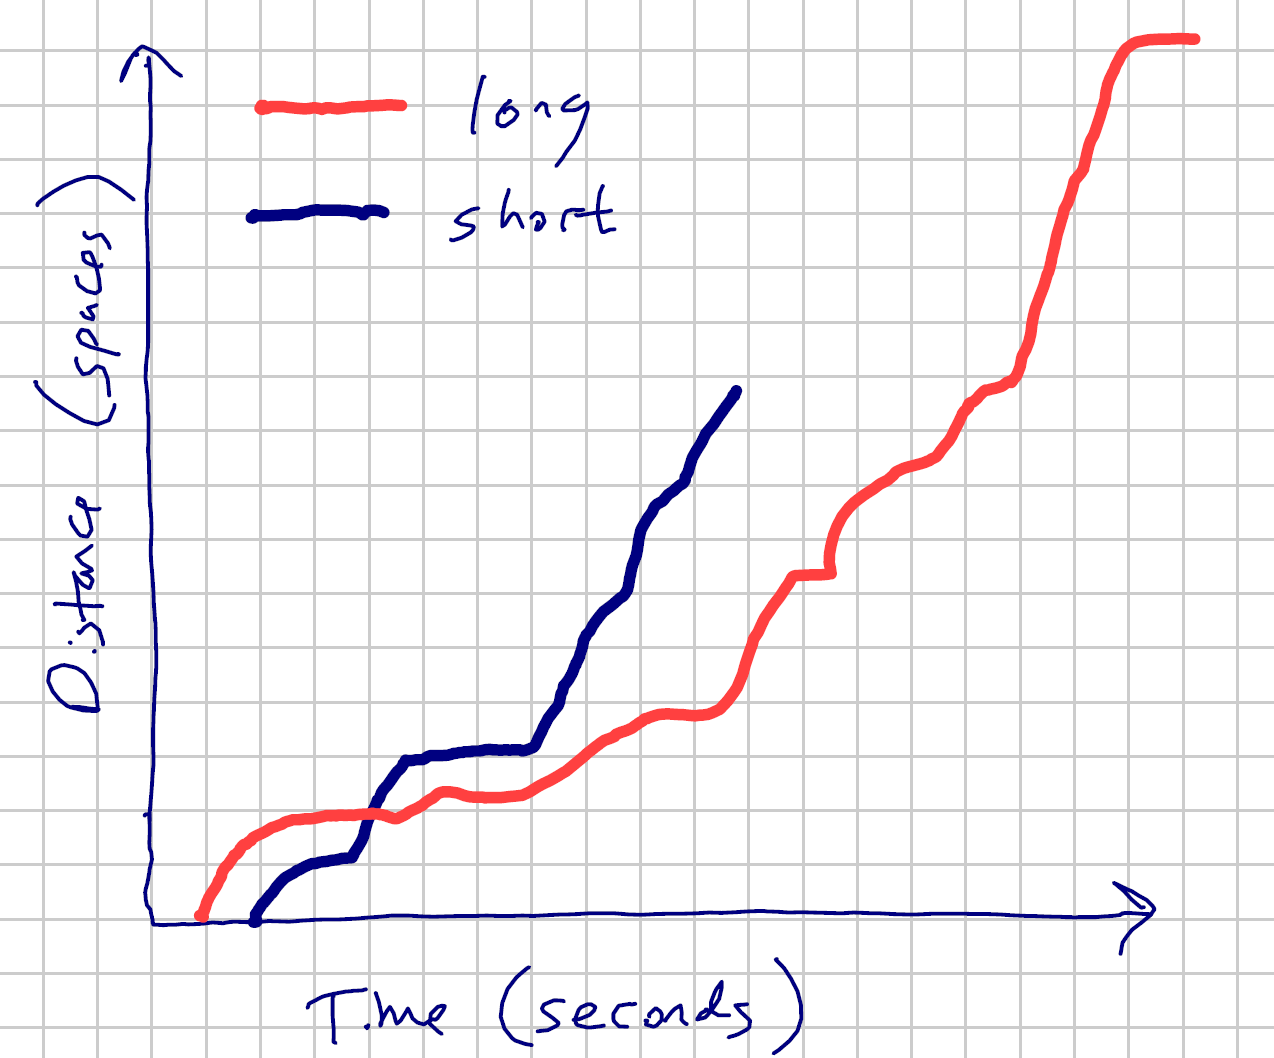 long
short
Distance (spaces)
Time (seconds)